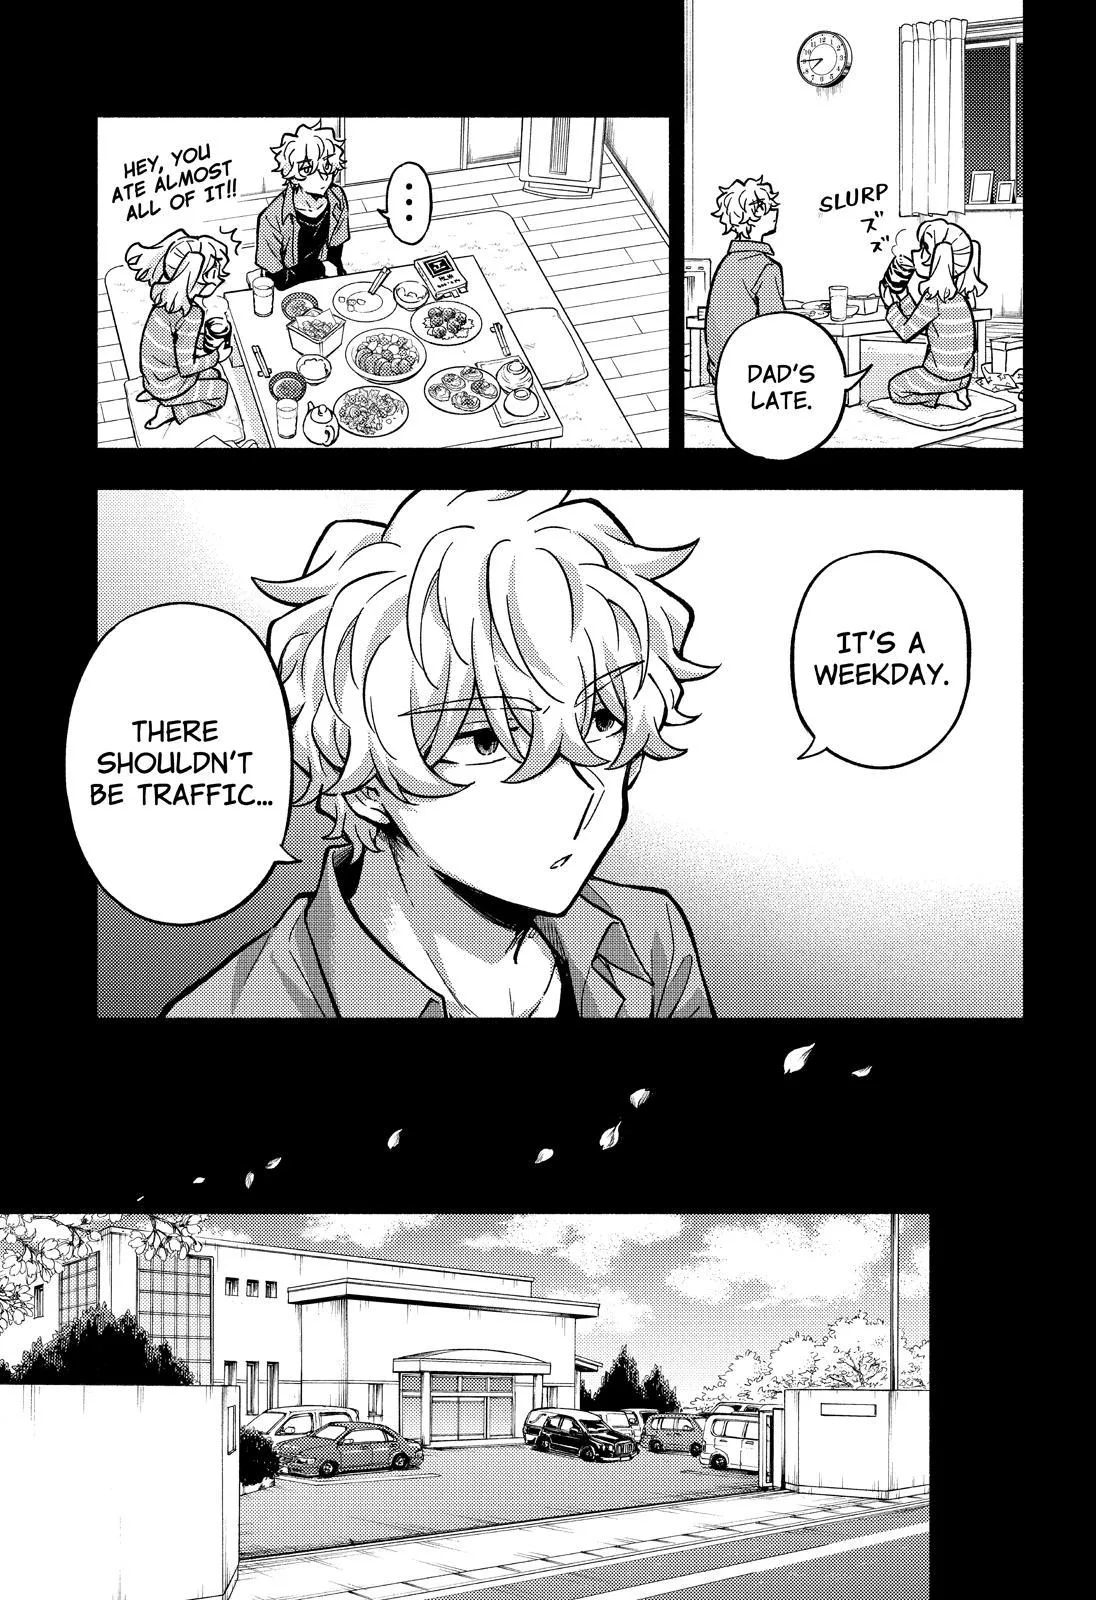 SLURP
ズ
ズ
DAD'S
LATE.
HEY, YOU
ATE ALMOST
ALL OF IT!!
IT'S A
WEEKDAY.
THERE
SHOULDN'T
BE TRAFFIC...